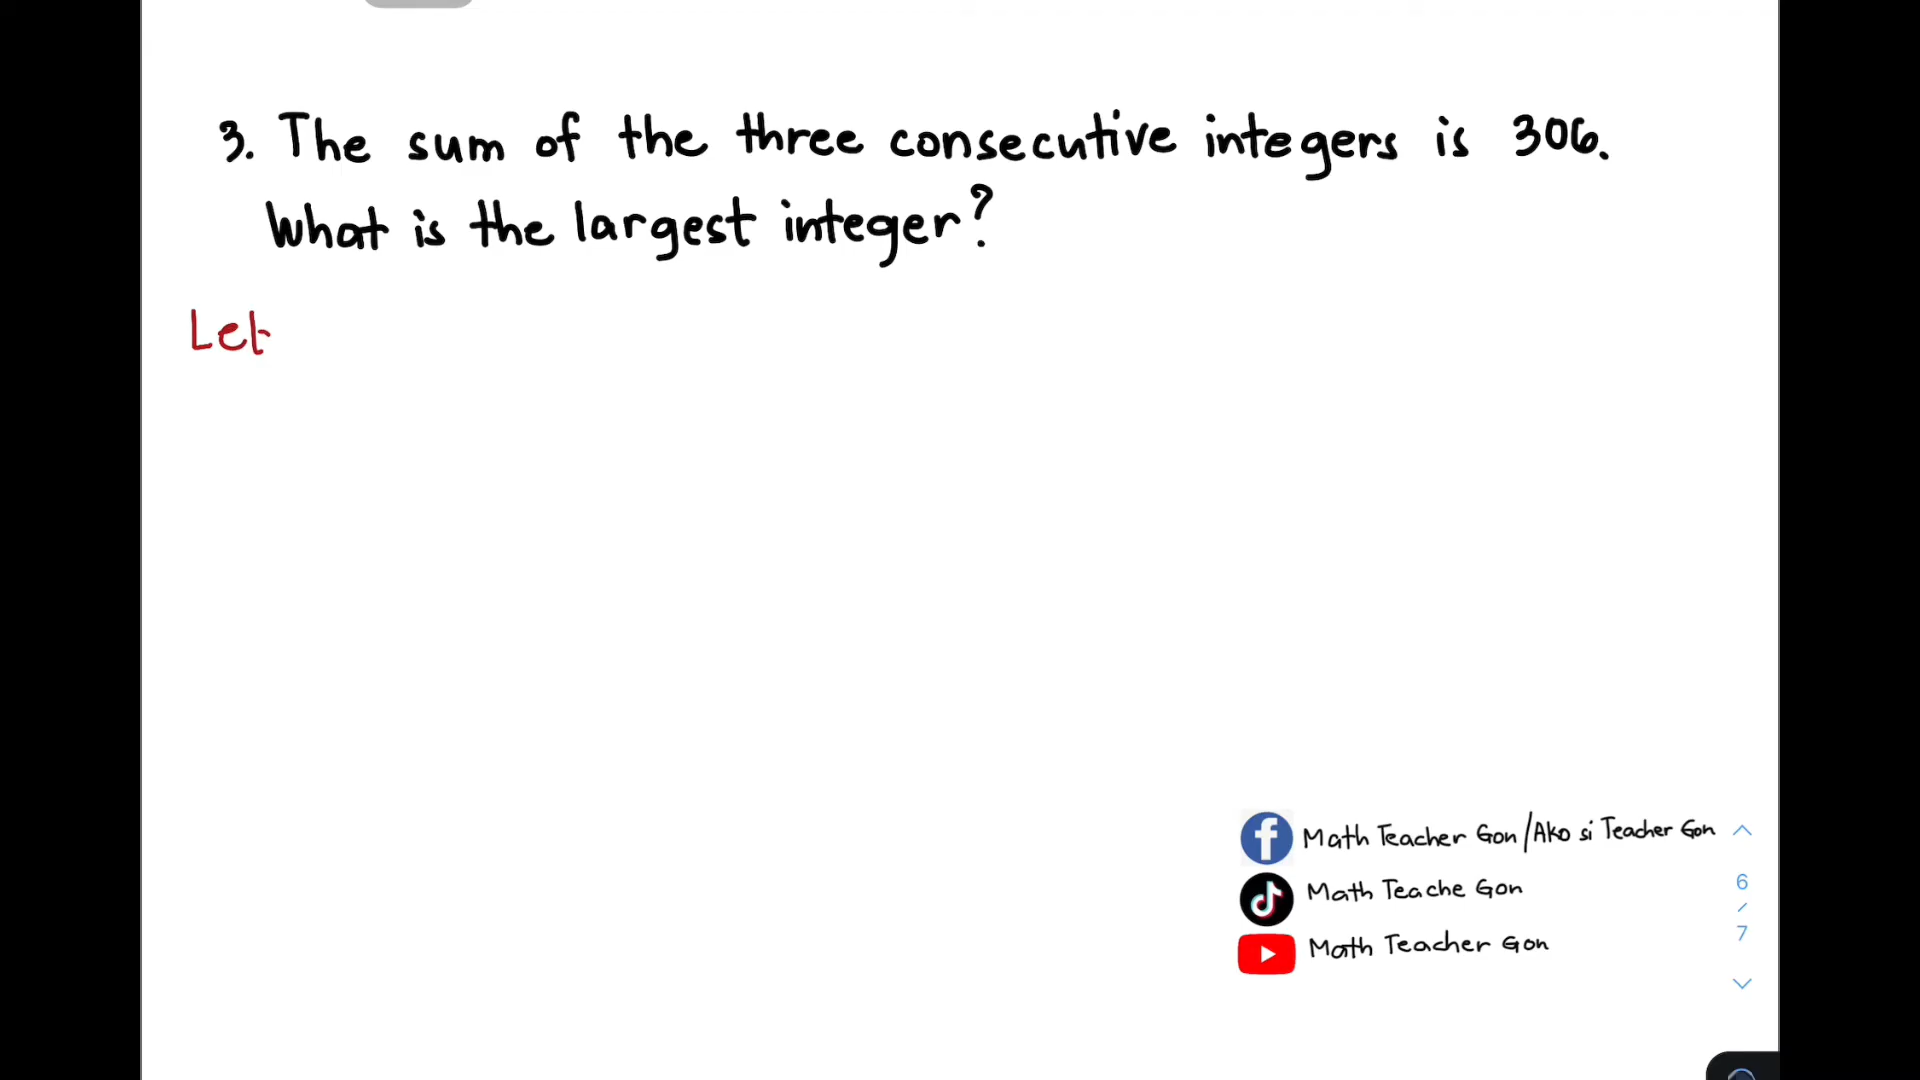 3. The sum of the three consecutive integers is 306.
What is the largest integer?
Let
Math Teacher Gon/Ako si Teacher Gon
Math Teache Gon
Math Teacher Gon
6
/
7